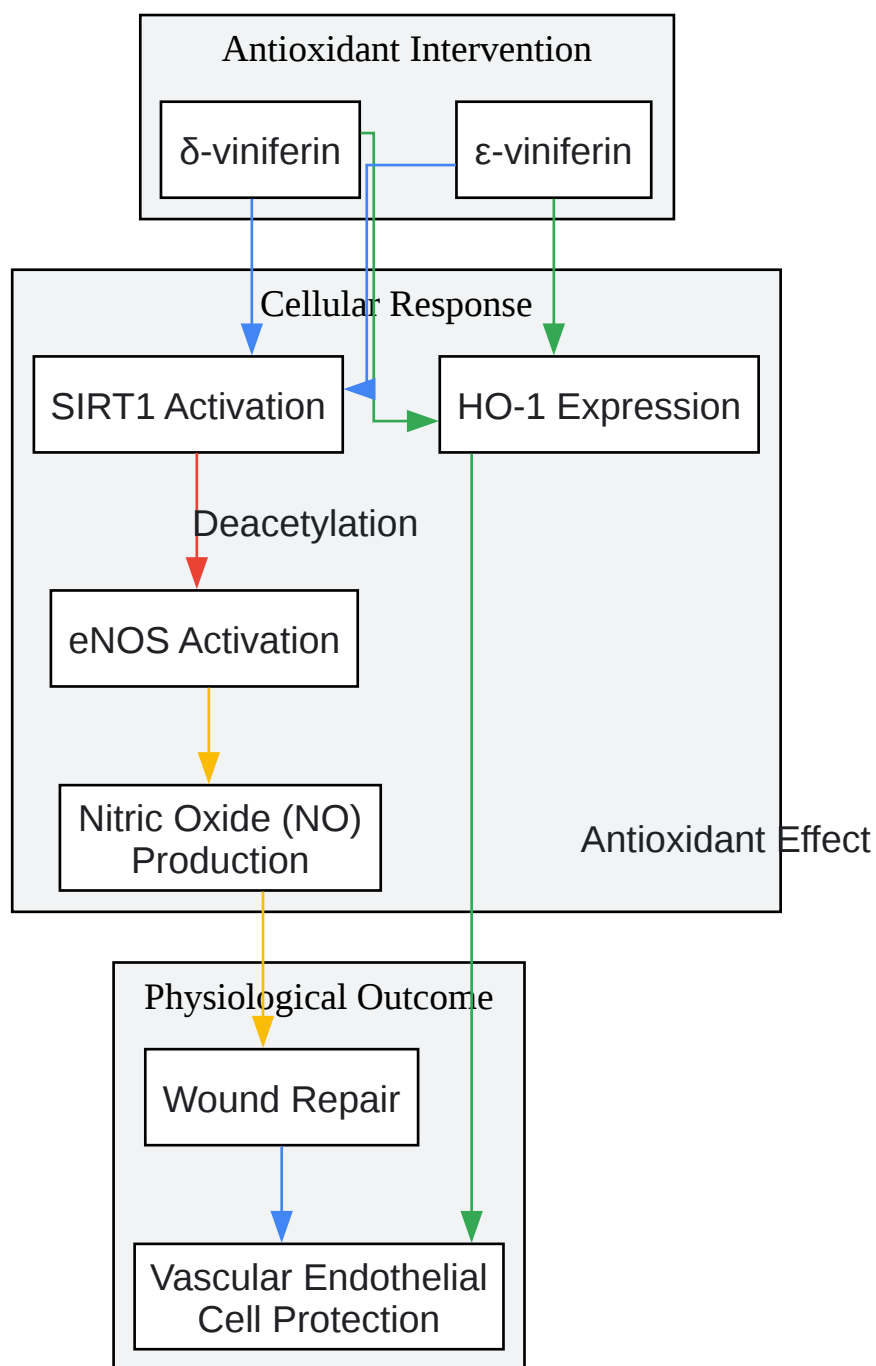 Antioxidant Intervention
δ-viniferin
ε-viniferin
Cellular Response
SIRT1 Activation
HO-1 Expression
Deacetylation
eNOS Activation
Nitric Oxide (NO)
Production
Antioxidant Effect
Physiological Outcome
Wound Repair
Vascular Endothelial
Cell Protection